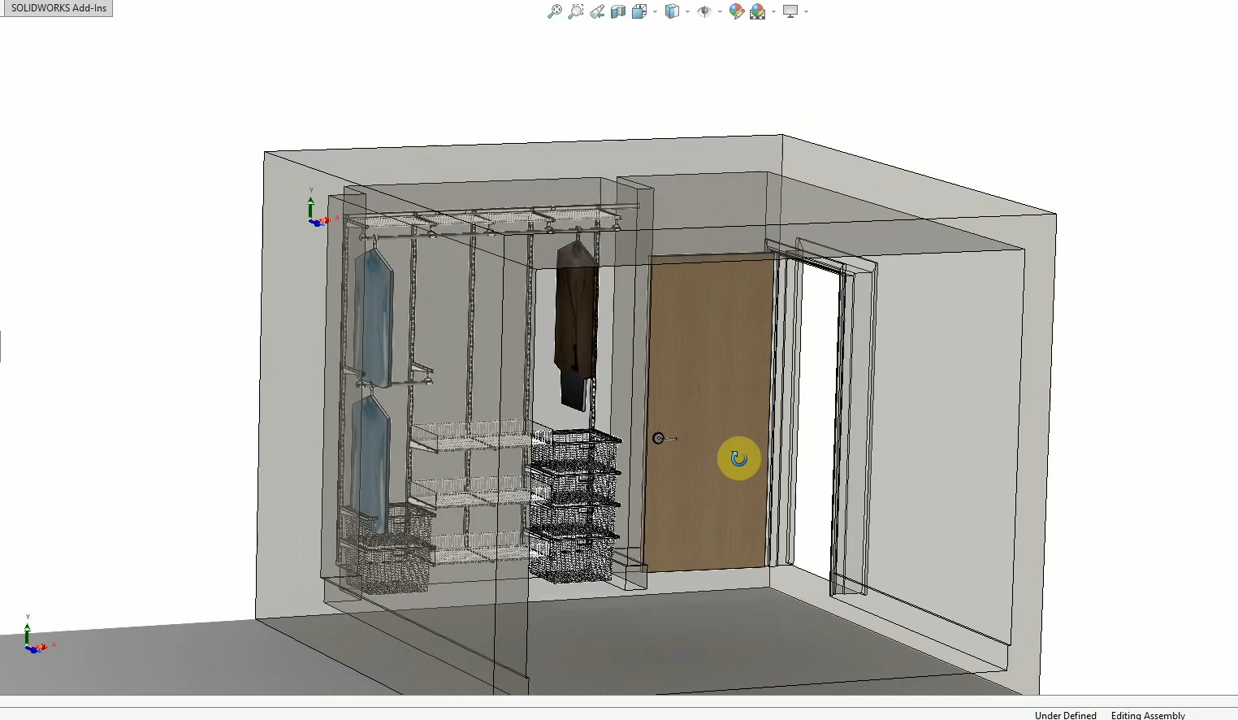 SOLIDWORKS Add-Ins
Y
X
Y
X
Under Defined
Editing Assembly